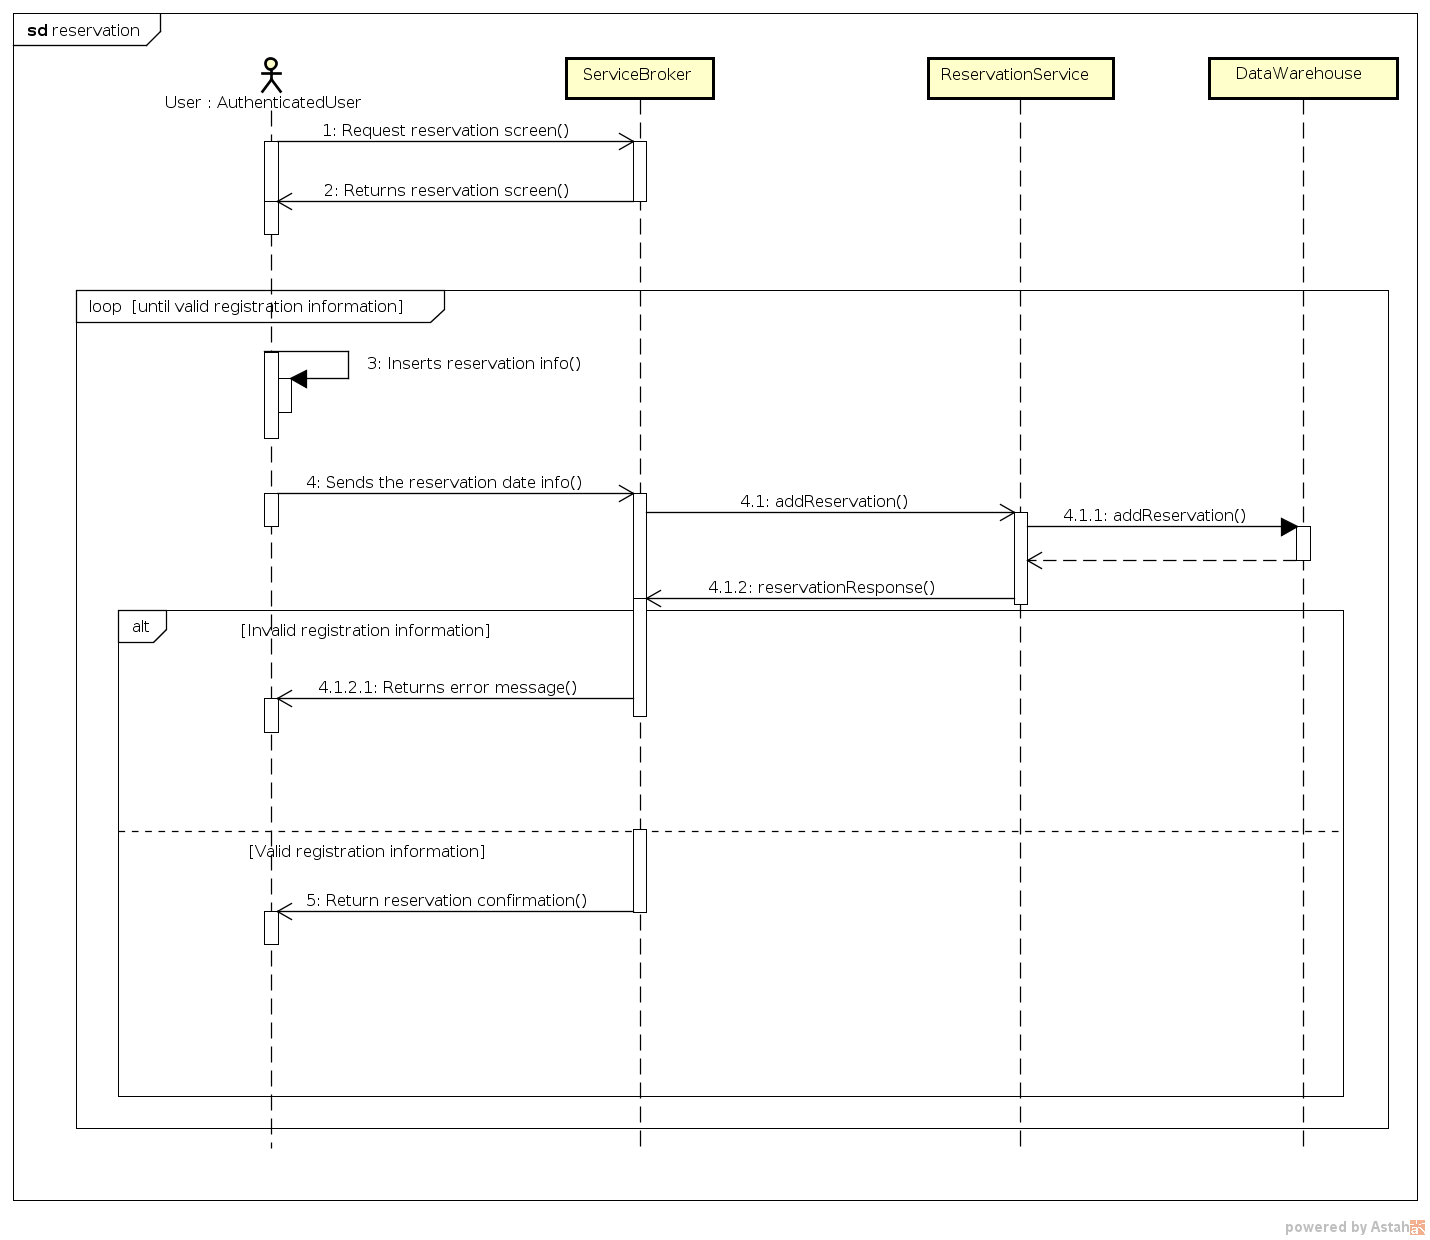 sd reservation
User : AuthenticatedUser
ServiceBroker
ReservationService
DataWarehouse
1: Request reservation screen()
2: Returns reservation screen()
loop [until valid registration information]
3: Inserts reservation info()
4: Sends the reservation date info()
4.1: addReservation()
4.1.1: addReservation()
4.1.2: reservationResponse()
alt
[Invalid registration information]
4.1.2.1: Returns error message()
[Valid registration information]
5: Return reservation confirmation()
powered by Astah